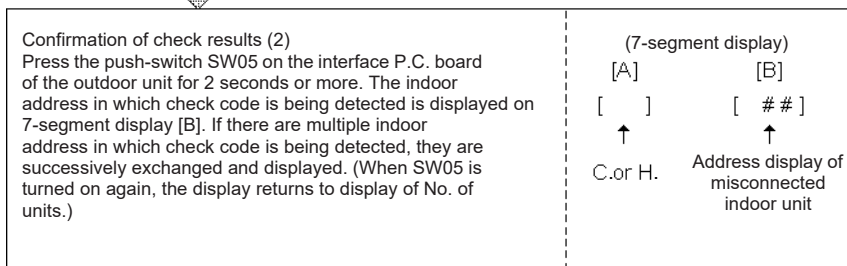 Confirmation of check results (2)
Press the push-switch SW05 on the interface P.C. board
of the outdoor unit for 2 seconds or more. The indoor
address in which check code is being detected is displayed on
7-segment display [B]. If there are multiple indoor
address in which check code is being detected, they are
successively exchanged and displayed. (When SW05 is
turned on again, the display returns to display of No. of
units.)
(7-segment display)
[A] [B]
[ ] [ ##]
↑ ↑
C.or H. Address display of
misconnected
indoor unit